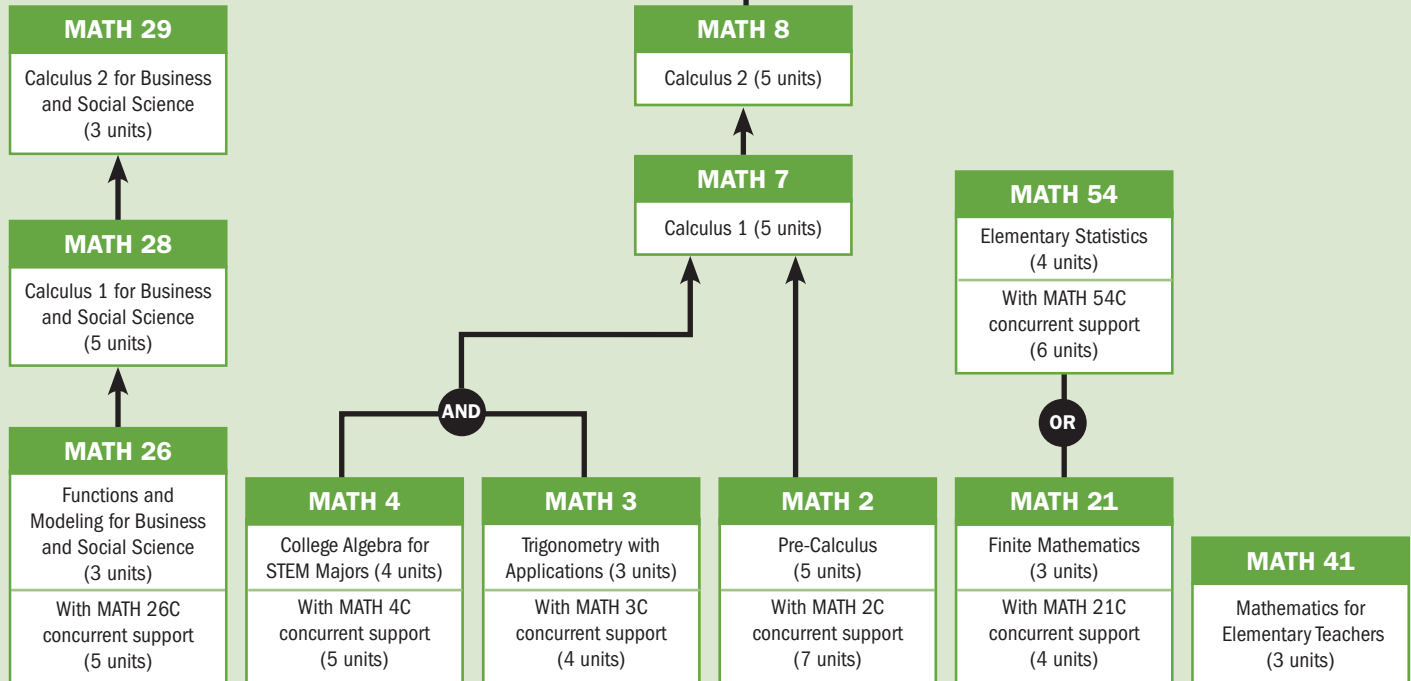 MATH 29
Calculus 2 for Business
and Social Science
(3 units)
MATH 8
Calculus 2 (5 units)
MATH 7
Calculus 1 (5 units)
MATH 54
Elementary Statistics
(4 units)
With MATH 54C
concurrent support
(6 units)
MATH 28
Calculus 1 for Business
and Social Science
(5 units)
AND
OR
MATH 26
Functions and
Modeling for Business
and Social Science
(3 units)
With MATH 26C
concurrent support
(5 units)
MATH 4
College Algebra for
STEM Majors (4 units)
With MATH 4C
concurrent support
(5 units)
MATH 3
Trigonometry with
Applications (3 units)
With MATH 3C
concurrent support
(4 units)
MATH 2
Pre-Calculus
(5 units)
With MATH 2C
concurrent support
(7 units)
MATH 21
Finite Mathematics
(3 units)
With MATH 21C
concurrent support
(4 units)
MATH 41
Mathematics for
Elementary Teachers
(3 units)